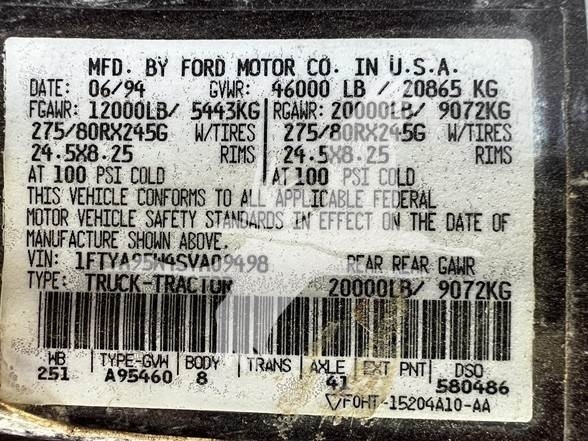 MFD. BY FORD MOTOR CO. IN U.S.A.
DATE: 06/94 GVWR: 46000 LB / 20865 KG
FGAWR: 12000LB/ 5443KG RGAWR: 20000LB/ 9072KG
275/80RX245G W/TIRES 275/80RX245G W/TIRES
24.5X8.25 RIMS 24.5X8.25 RIMS
AT 100 PSI COLD AT 100 PSI COLD
THIS VEHICLE CONFORMS TO ALL APPLICABLE FEDERAL
MOTOR VEHICLE SAFETY STANDARDS IN EFFECT ON THE DATE OF
MANUFACTURE SHOWN ABOVE.
VIN: 1FTYA95W4SVA09498 REAR REAR GAWR
TYPE: TRUCK-TRACTOR 20000LB/ 9072KG
WB TYPE-GVW BODY TRANS AXLE EXT PNT DSO
251 A95460 8 41 580486
F0HT-15204A10-AA